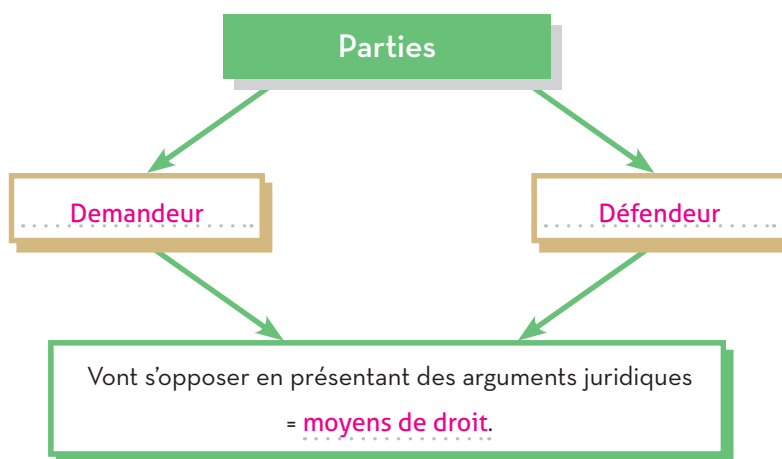 Parties
Demandeur
Défendeur
Vont s’opposer en présentant des arguments juridiques
= moyens de droit.